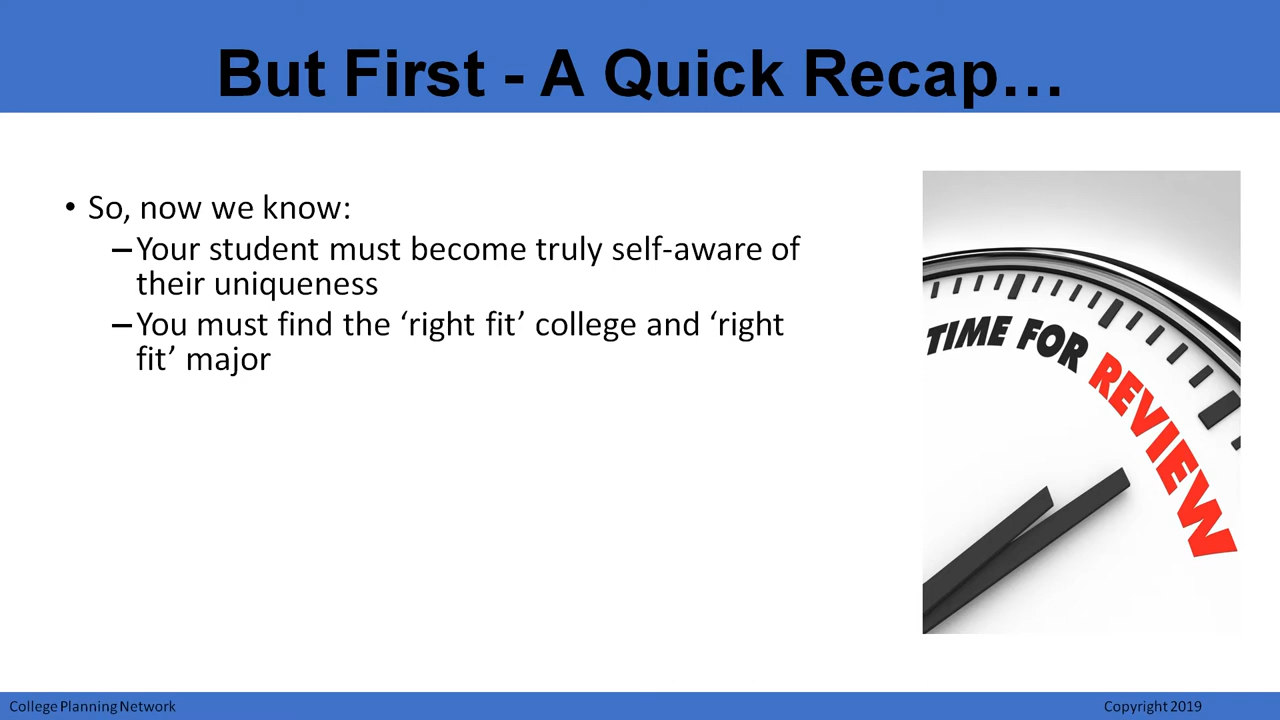 But First - A Quick Recap…
• So, now we know:
–Your student must become truly self-aware of
their uniqueness
–You must find the ‘right fit’ college and ‘right
fit’ major
TIME FOR REVIEW
College Planning Network
Copyright 2019